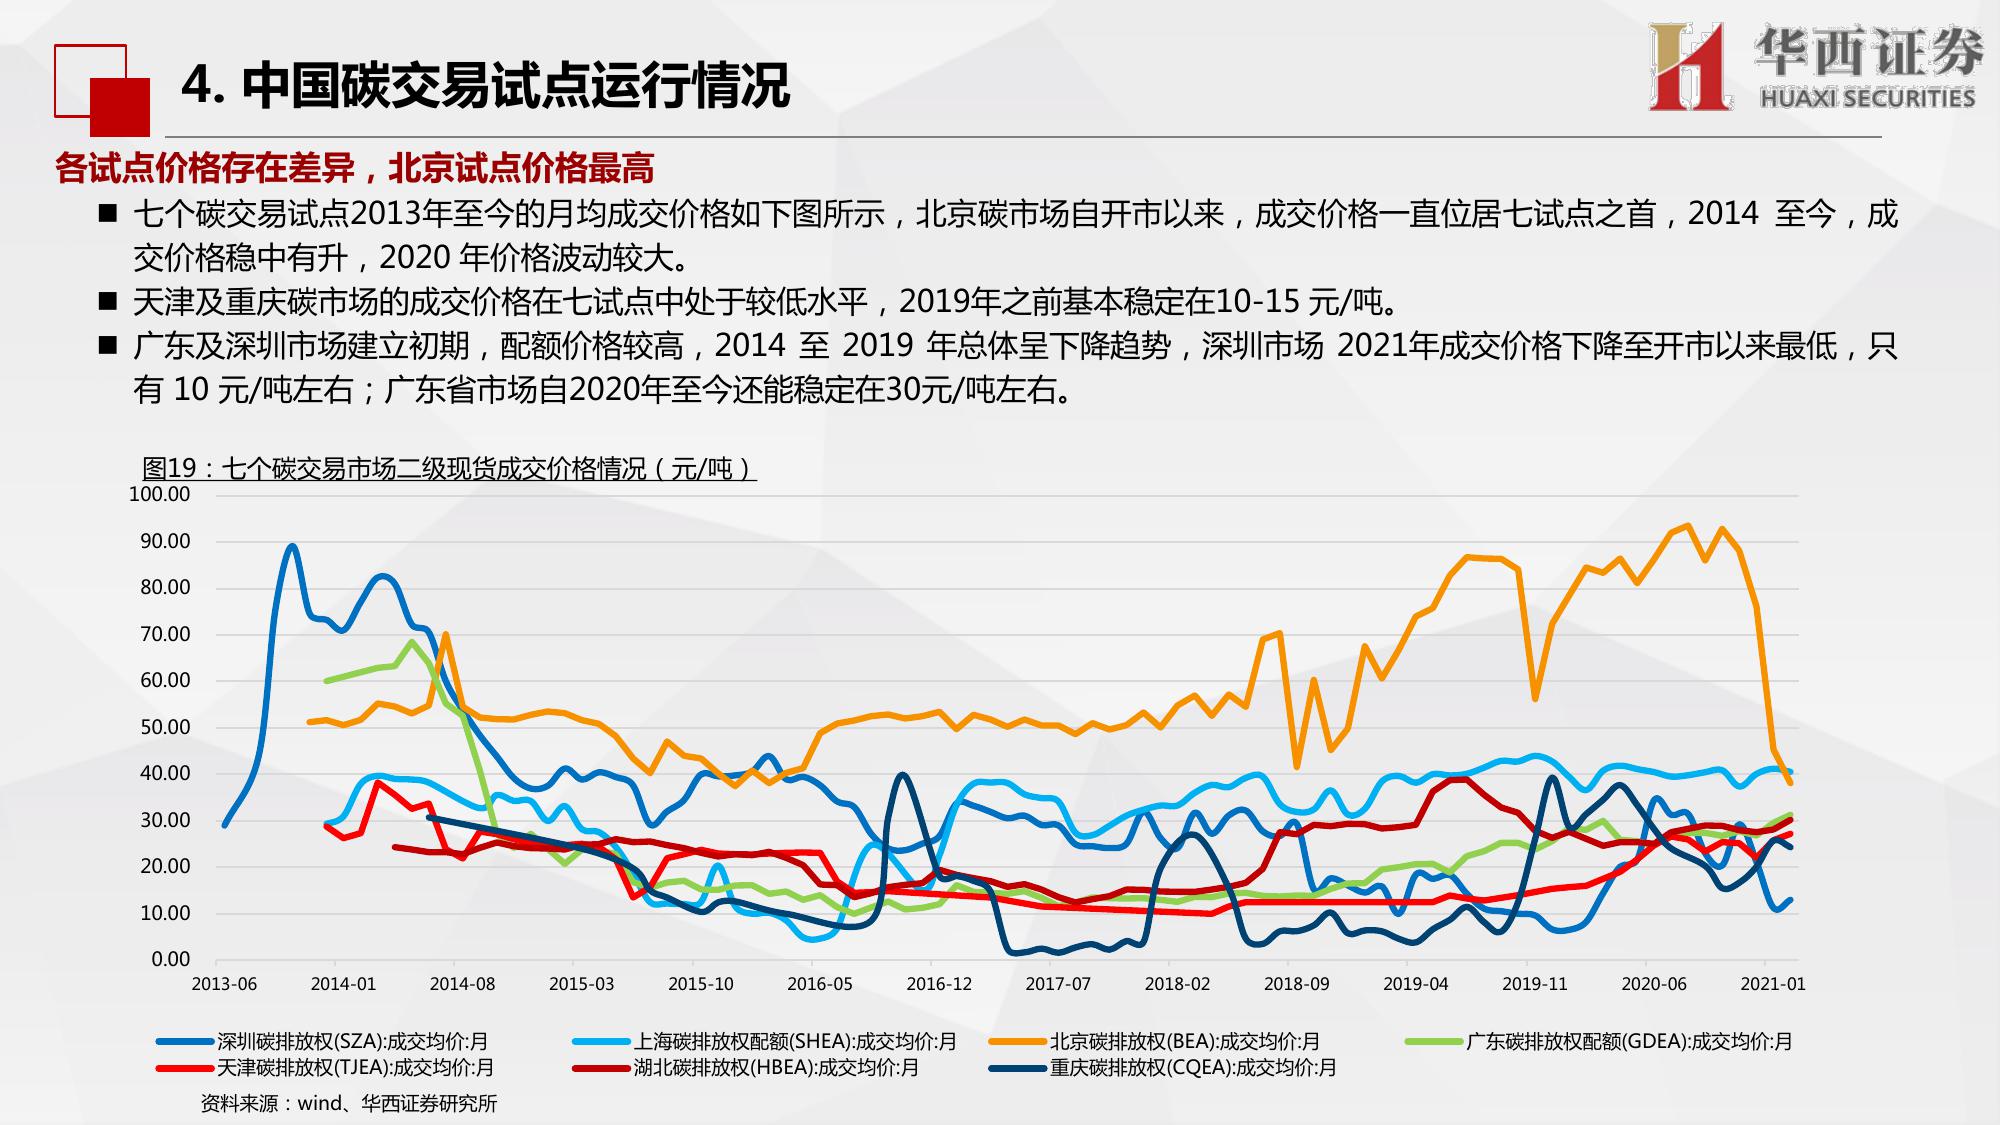 4. 中国碳交易试点运行情况
华西证券
HUAXI SECURITIES
各试点价格存在差异，北京试点价格最高
■ 七个碳交易试点2013年至今的月均成交价格如下图所示，北京碳市场自开市以来，成交价格一直位居七试点之首，2014 至今，成
交价格稳中有升，2020 年价格波动较大。
■ 天津及重庆碳市场的成交价格在七试点中处于较低水平，2019年之前基本稳定在10-15 元/吨。
■ 广东及深圳市场建立初期，配额价格较高，2014 至 2019 年总体呈下降趋势，深圳市场 2021年成交价格下降至开市以来最低，只
有 10 元/吨左右；广东省市场自2020年至今还能稳定在30元/吨左右。
图19：七个碳交易市场二级现货成交价格情况（元/吨）
100.00
90.00
80.00
70.00
60.00
50.00
40.00
30.00
20.00
10.00
0.00
2013-06 2014-01 2014-08 2015-03 2015-10 2016-05 2016-12 2017-07 2018-02 2018-09 2019-04 2019-11 2020-06 2021-01
深圳碳排放权(SZA):成交均价:月 上海碳排放权配额(SHEA):成交均价:月 北京碳排放权(BEA):成交均价:月 广东碳排放权配额(GDEA):成交均价:月
天津碳排放权(TJEA):成交均价:月 湖北碳排放权(HBEA):成交均价:月 重庆碳排放权(CQEA):成交均价:月
资料来源：wind、华西证券研究所